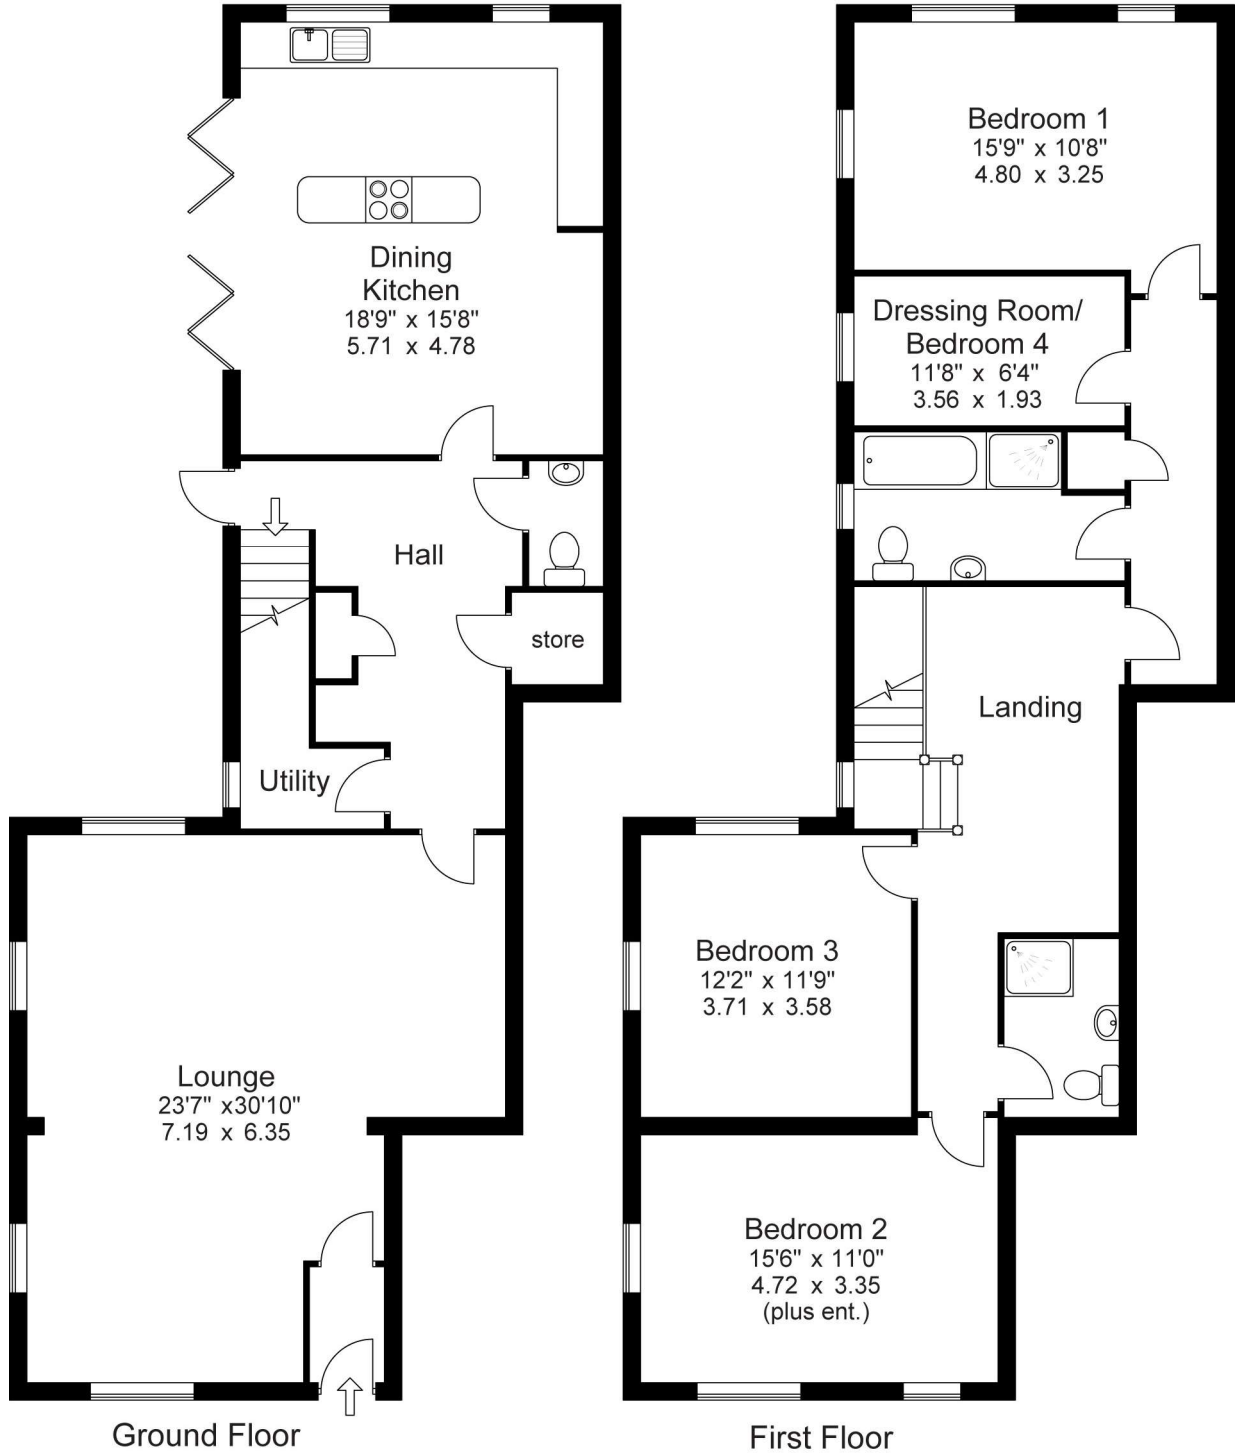 Dining
Kitchen
18'9" x 15'8"
5.71 x 4.78
Hall
store
Utility
Lounge
23'7" x30'10"
7.19 x 6.35
Ground Floor
Bedroom 1
15'9" x 10'8"
4.80 x 3.25
Dressing Room/
Bedroom 4
11'8" x 6'4"
3.56 x 1.93
Landing
Bedroom 3
12'2" x 11'9"
3.71 x 3.58
Bedroom 2
15'6" x 11'0"
4.72 x 3.35
(plus ent.)
First Floor